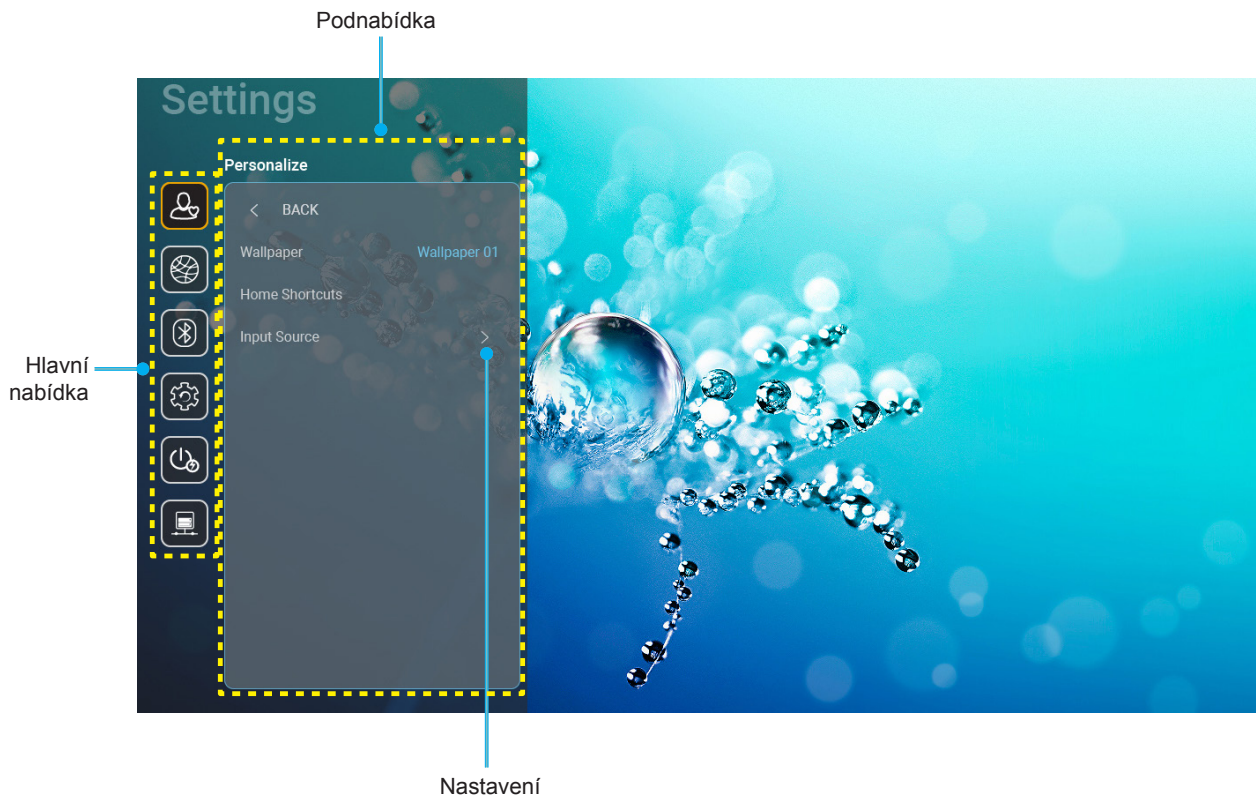 Podnabídka
Settings
Personalize
BACK
Wallpaper Wallpaper 01
Home Shortcuts
Input Source
Hlavní
nabídka
Nastavení